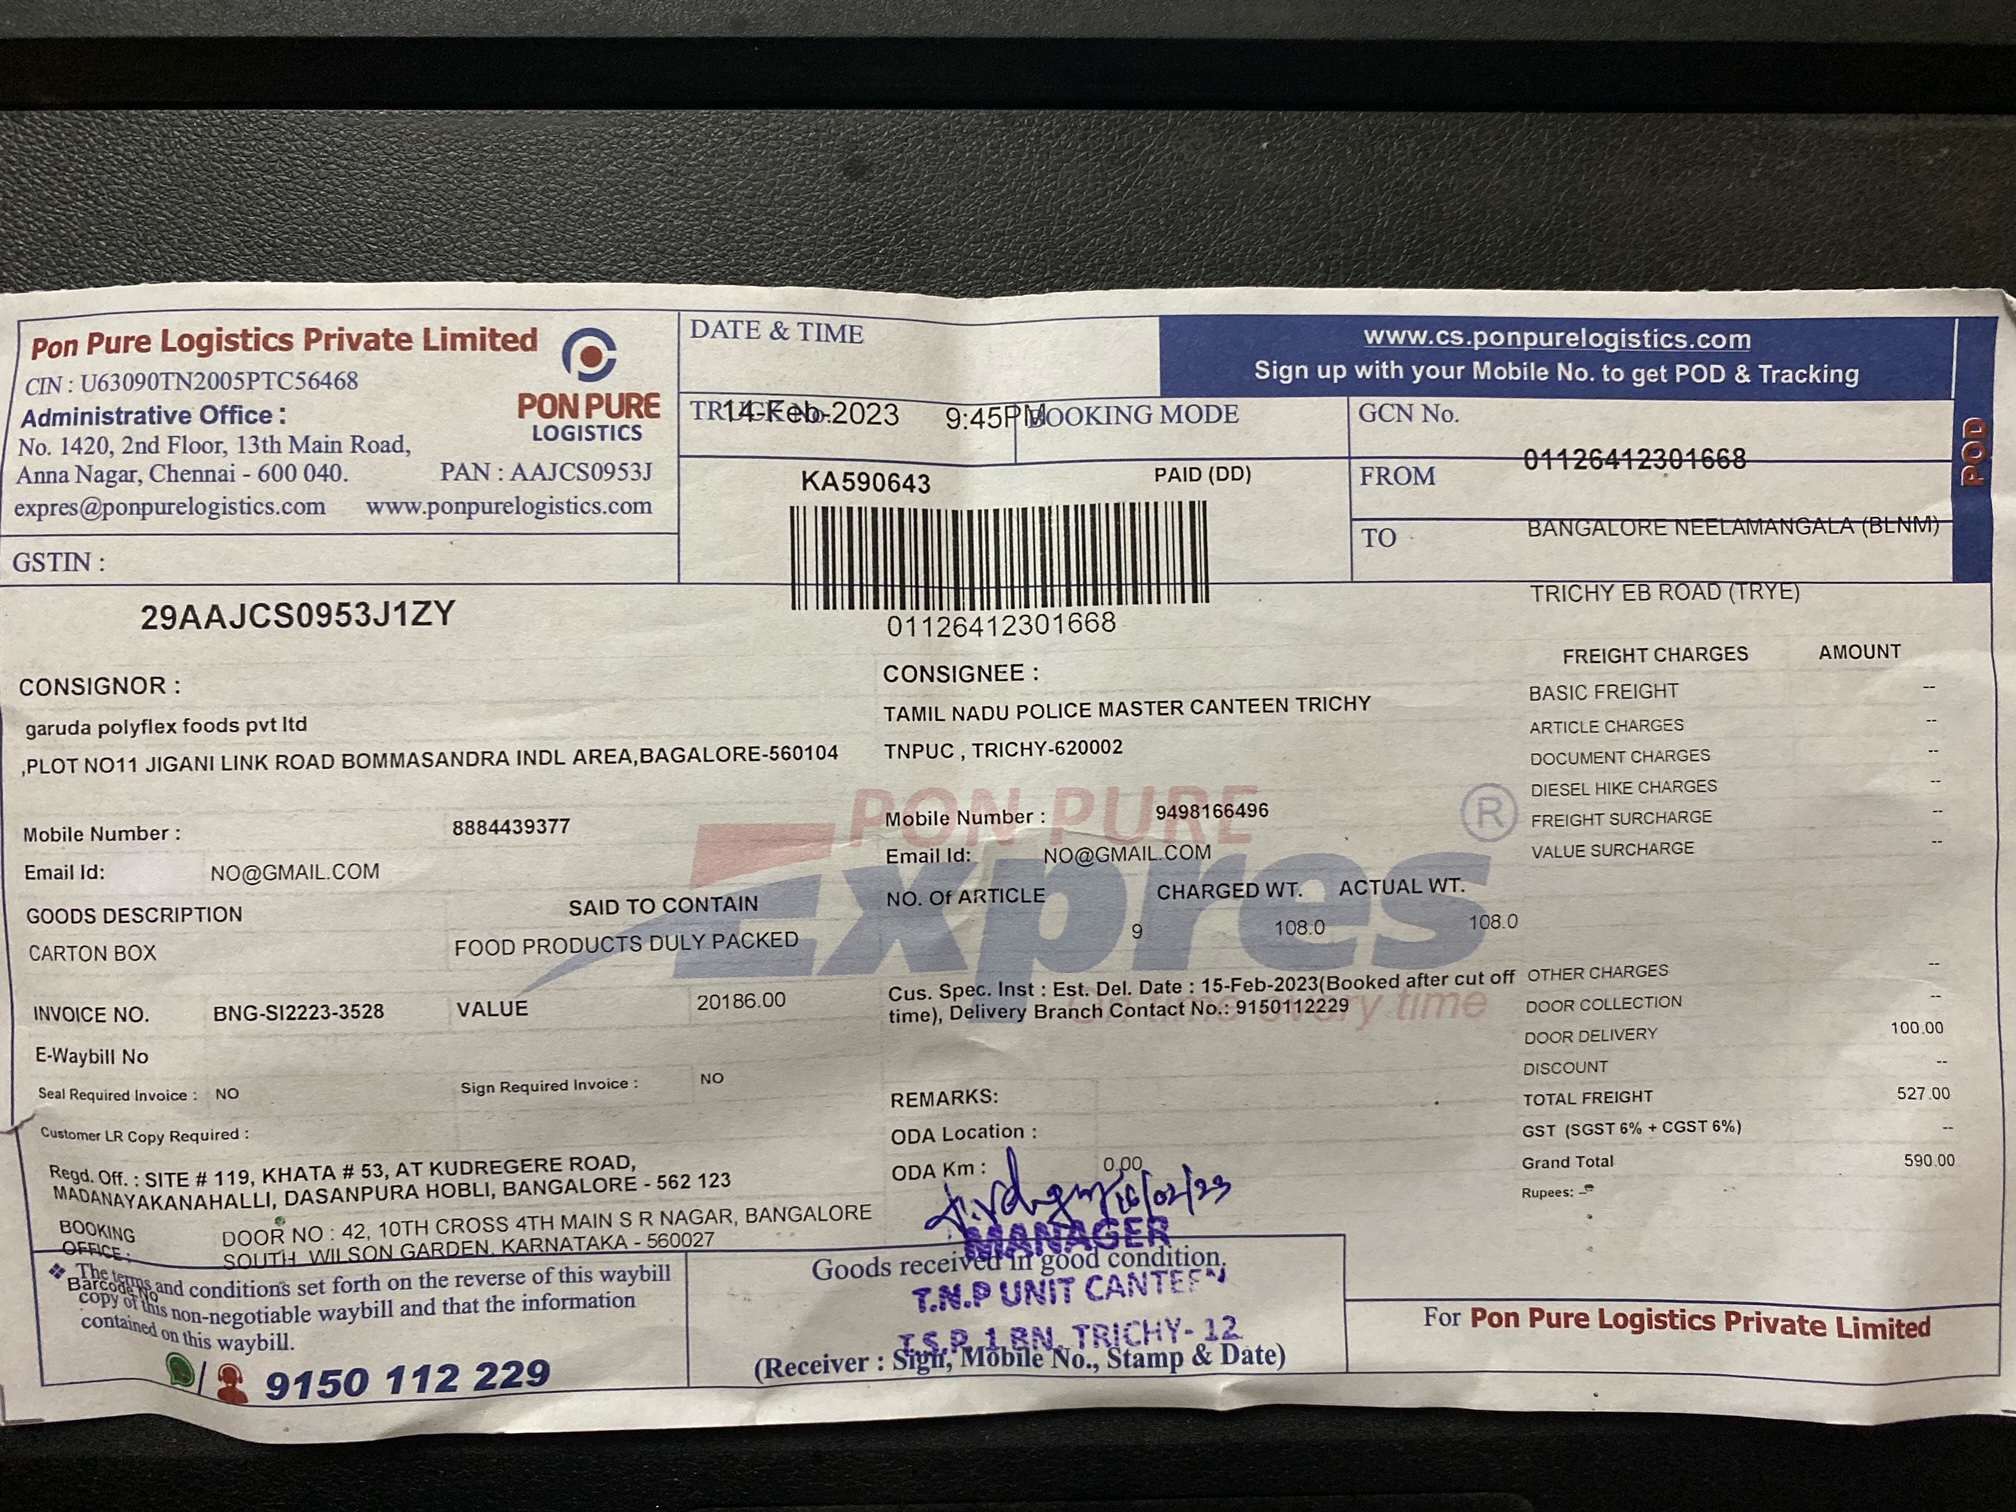 Pon Pure Logistics Private Limited
CIN : U63090TN2005PTC56468
Administrative Office :
No. 1420, 2nd Floor, 13th Main Road,
Anna Nagar, Chennai - 600 040. PAN : AAJCS0953J
expres@ponpurelogistics.com www.ponpurelogistics.com
PON PURE
LOGISTICS
GSTIN :
29AAJCS0953J1ZY
DATE & TIME
14-Feb-2023 9:45PM
TRUCK No.
KA590643
BOOKING MODE
PAID (DD)
01126412301668
www.cs.ponpurelogistics.com
Sign up with your Mobile No. to get POD & Tracking
POD
GCN No.
01126412301668
FROM
BANGALORE NEELAMANGALA (BLNM)
TO
TRICHY EB ROAD (TRYE)
CONSIGNOR :
garuda polyflex foods pvt ltd
,PLOT NO11 JIGANI LINK ROAD BOMMASANDRA INDL AREA,BAGALORE-560104
Mobile Number : 8884439377
Email Id: NO@GMAIL.COM
GOODS DESCRIPTION SAID TO CONTAIN
CARTON BOX FOOD PRODUCTS DULY PACKED
INVOICE NO. BNG-SI2223-3528 VALUE 20186.00
E-Waybill No
Seal Required Invoice : NO Sign Required Invoice : NO
Customer LR Copy Required :
Regd. Off. : SITE # 119, KHATA # 53, AT KUDREGERE ROAD,
MADANAYAKANAHALLI, DASANPURA HOBLI, BANGALORE - 562 123
BOOKING OFFICE: DOOR NO : 42, 10TH CROSS 4TH MAIN S R NAGAR, BANGALORE
SOUTH, WILSON GARDEN, KARNATAKA - 560027
Barcode No
❖ The terms and conditions set forth on the reverse of this waybill
copy of this non-negotiable waybill and that the information
contained on this waybill.
9150 112 229
CONSIGNEE :
TAMIL NADU POLICE MASTER CANTEEN TRICHY
TNPUC , TRICHY-620002
Mobile Number : 9498166496
Email Id: NO@GMAIL.COM
NO. Of ARTICLE CHARGED WT. ACTUAL WT.
9 108.0 108.0
Cus. Spec. Inst : Est. Del. Date : 15-Feb-2023(Booked after cut off
time), Delivery Branch Contact No.: 9150112229
PON PURE
Expres ®
On time every time
REMARKS:
ODA Location :
ODA Km : 0.00
16/02/23
MANAGER
Goods received in good condition.
T.N.P UNIT CANTEEN
T.S.P. 1 BN. TRICHY- 12
(Receiver : Sign, Mobile No., Stamp & Date)
FREIGHT CHARGES AMOUNT
BASIC FREIGHT --
ARTICLE CHARGES --
DOCUMENT CHARGES --
DIESEL HIKE CHARGES --
FREIGHT SURCHARGE --
VALUE SURCHARGE --
OTHER CHARGES --
DOOR COLLECTION --
DOOR DELIVERY 100.00
DISCOUNT --
TOTAL FREIGHT 527.00
GST (SGST 6% + CGST 6%) --
Grand Total 590.00
Rupees: --
For Pon Pure Logistics Private Limited